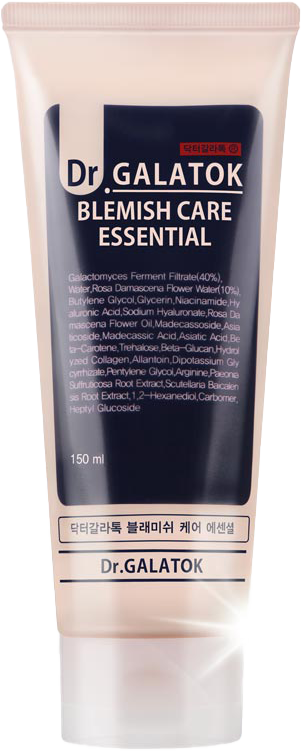 닥터갈라톡
Dr.GALATOK
BLEMISH CARE
ESSENTIAL
Galactomyces Ferment Filtrate(40%),
Water,Rosa Damascena Flower Water(10%),
Butylene Glycol,Glycerin,Niacinamide,Hy
aluronic Acid,Sodium Hyaluronate,Rosa Da
mascena Flower Oil,Madecassoside,Asia
ticoside,Madecassic Acid,Asiatic Acid,Be
ta-Carotene,Trehalose,Beta-Glucan,Hydrol
yzed Collagen,Allantoin,Dipotassium Gly
cyrrhizate,Pentylene Glycol,Arginine,Paeonia
Suffruticosa Root Extract,Scutellaria Baicalen
sis Root Extract,1,2-Hexanediol,Carbomer,
Heptyl Glucoside
150 ml
닥터갈라톡 블래미쉬 케어 에센셜
Dr.GALATOK